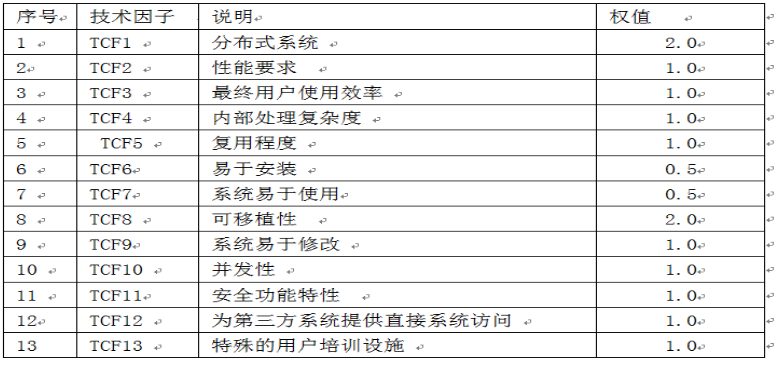 序号 技术因子 说明 权值
1 TCF1 分布式系统 2.0
2 TCF2 性能要求 1.0
3 TCF3 最终用户使用效率 1.0
4 TCF4 内部处理复杂度 1.0
5 TCF5 复用程度 1.0
6 TCF6 易于安装 0.5
7 TCF7 系统易于使用 0.5
8 TCF8 可移植性 2.0
9 TCF9 系统易于修改 1.0
10 TCF10 并发性 1.0
11 TCF11 安全功能特性 1.0
12 TCF12 为第三方系统提供直接系统访问 1.0
13 TCF13 特殊的用户培训设施 1.0